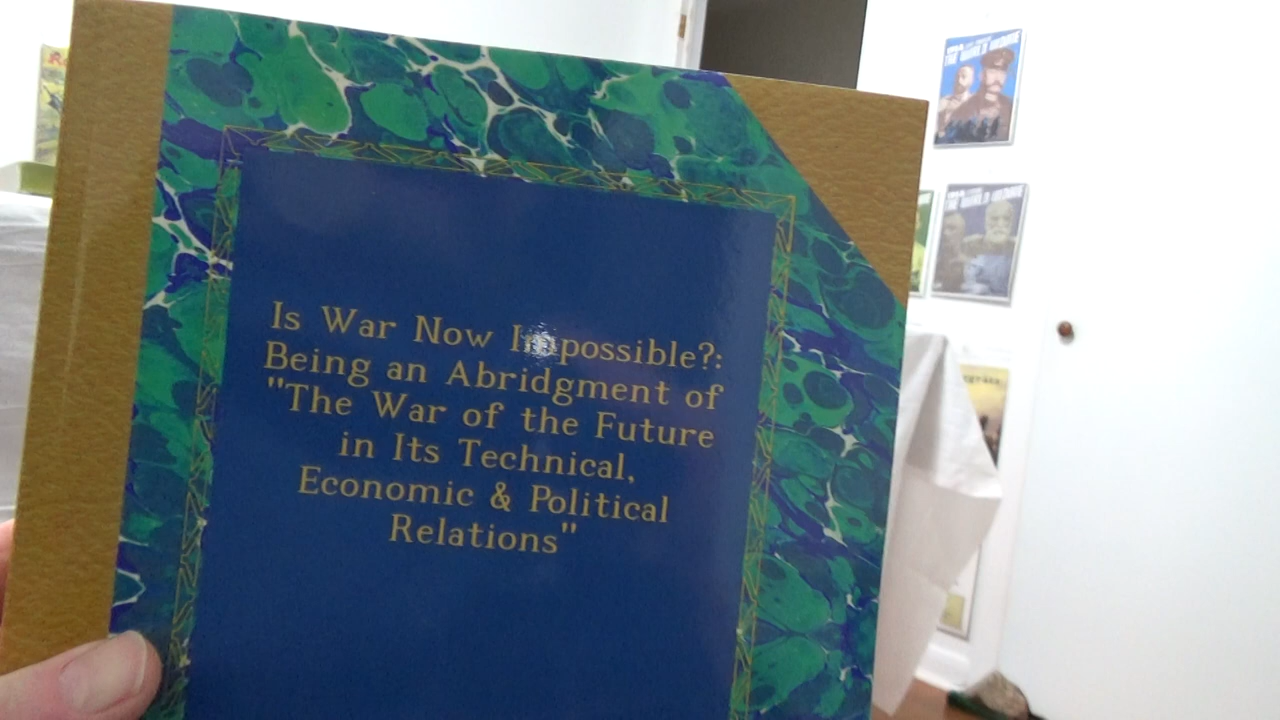 Is War Now Impossible?:
Being an Abridgment of
"The War of the Future
in Its Technical,
Economic & Political
Relations"